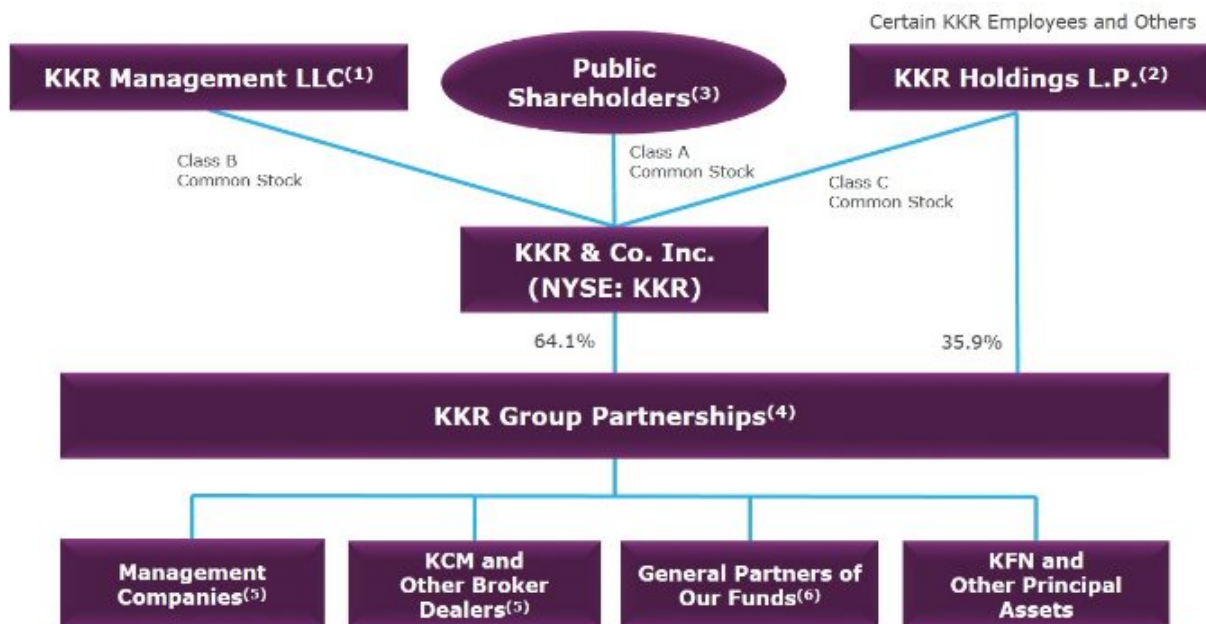 Certain KKR Employees and Others
KKR Management LLC(1)
Public
Shareholders(3)
KKR Holdings L.P.(2)
Class B
Common Stock
Class A
Common Stock
Class C
Common Stock
KKR & Co. Inc.
(NYSE: KKR)
64.1%
35.9%
KKR Group Partnerships(4)
Management
Companies(5)
KCM and
Other Broker
Dealers(5)
General Partners of
Our Funds(6)
KFN and
Other Principal
Assets